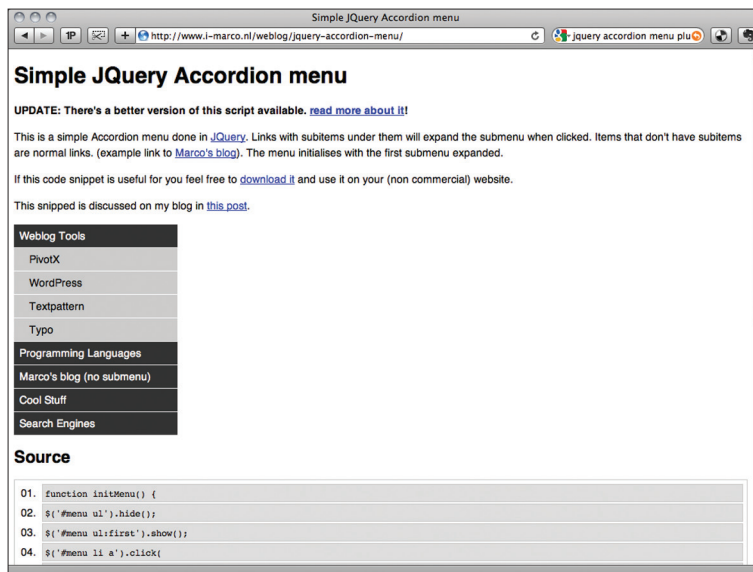 Simple JQuery Accordion menu
1P
+
http://www.i-marco.nl/weblog/jquery-accordion-menu/
jquery accordion menu plu
Simple JQuery Accordion menu
UPDATE: There's a better version of this script available. read more about it!
This is a simple Accordion menu done in JQuery. Links with subitems under them will expand the submenu when clicked. Items that don't have subitems
are normal links. (example link to Marco's blog). The menu initialises with the first submenu expanded.
If this code snippet is useful for you feel free to download it and use it on your (non commercial) website.
This snipped is discussed on my blog in this post.
Weblog Tools
PivotX
WordPress
Textpattern
Typo
Programming Languages
Marco's blog (no submenu)
Cool Stuff
Search Engines
Source
01. function initMenu() {
02. $('#menu ul').hide();
03. $('#menu ul:first').show();
04. $('#menu li a').click(